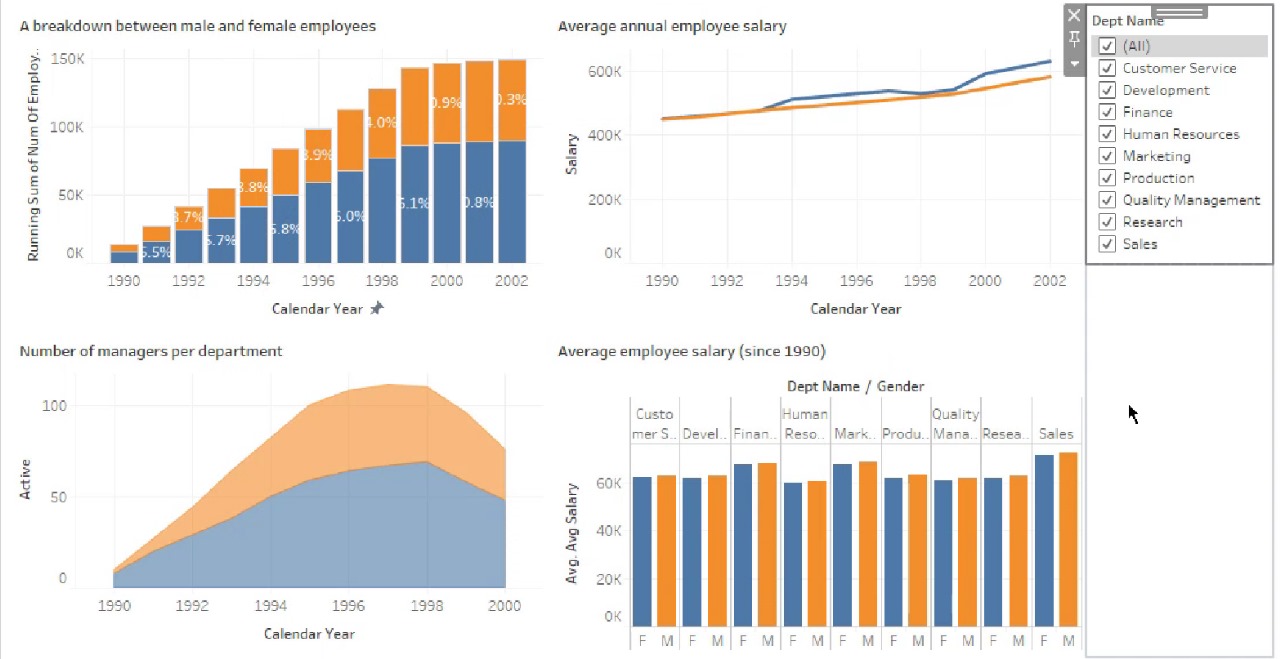 A breakdown between male and female employees
Running Sum of Num Of Employ..
150K
100K
50K
0K
5.5%
3.7%
5.7%
3.8%
5.8%
3.9%
5.0%
4.0%
5.1%
0.9%
0.8%
0.3%
1990 1992 1994 1996 1998 2000 2002
Calendar Year
Average annual employee salary
Salary
600K
400K
200K
0K
1990 1992 1994 1996 1998 2000 2002
Calendar Year
Dept Name
(All)
Customer Service
Development
Finance
Human Resources
Marketing
Production
Quality Management
Research
Sales
Number of managers per department
Active
100
50
0
1990 1992 1994 1996 1998 2000
Calendar Year
Average employee salary (since 1990)
Dept Name / Gender
Custo
mer S.. Devel.. Finan.. Human
Reso.. Mark.. Produ.. Quality
Mana.. Resea.. Sales
Avg. Avg Salary
60K
40K
20K
0K
F M F M F M F M F M F M F M F M F M